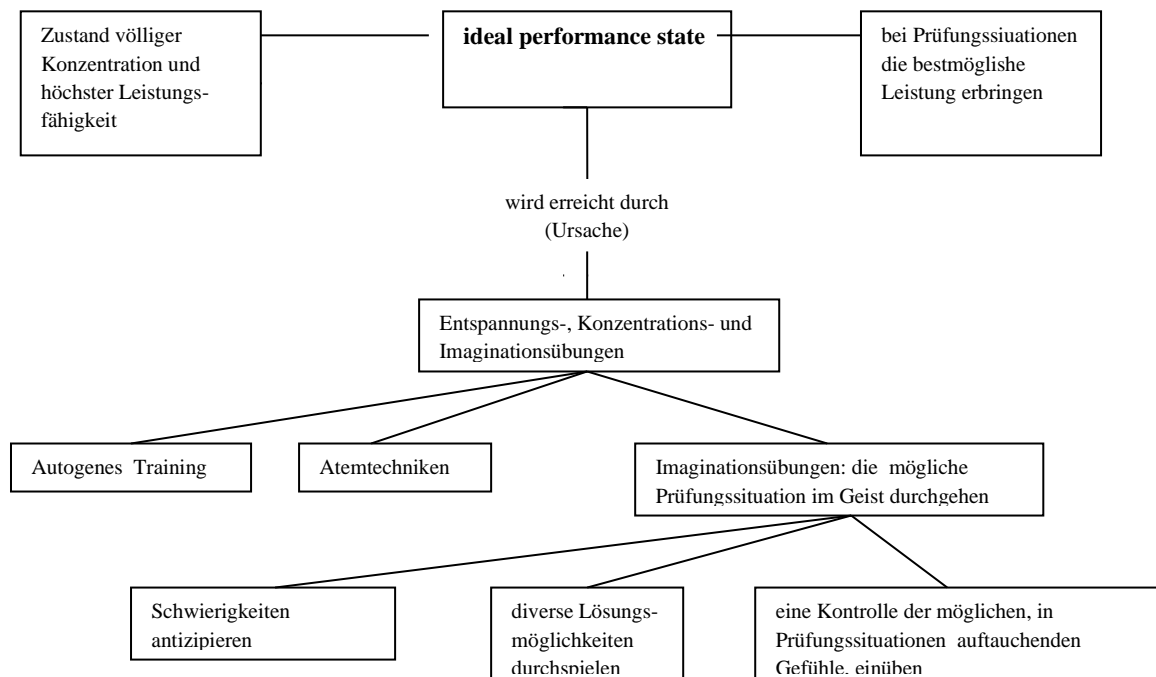 Zustand völliger
Konzentration und
höchster Leistungs-
fähigkeit
ideal performance state
bei Prüfungssiuationen
die bestmöglishe
Leistung erbringen
wird erreicht durch
(Ursache)
Entspannungs-, Konzentrations- und
Imaginationsübungen
Autogenes Training
Atemtechniken
Imaginationsübungen: die mögliche
Prüfungssituation im Geist durchgehen
Schwierigkeiten
antizipieren
diverse Lösungs-
möglichkeiten
durchspielen
eine Kontrolle der möglichen, in
Prüfungssituationen auftauchenden
Gefühle, einüben